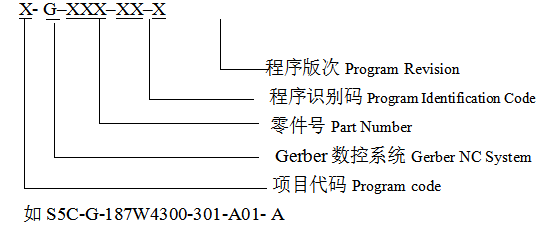 X- G–XXX–XX–X
程序版次 Program Revision
程序识别码 Program Identification Code
零件号 Part Number
Gerber 数控系统 Gerber NC System
项目代码 Program code
如 S5C-G-187W4300-301-A01- A